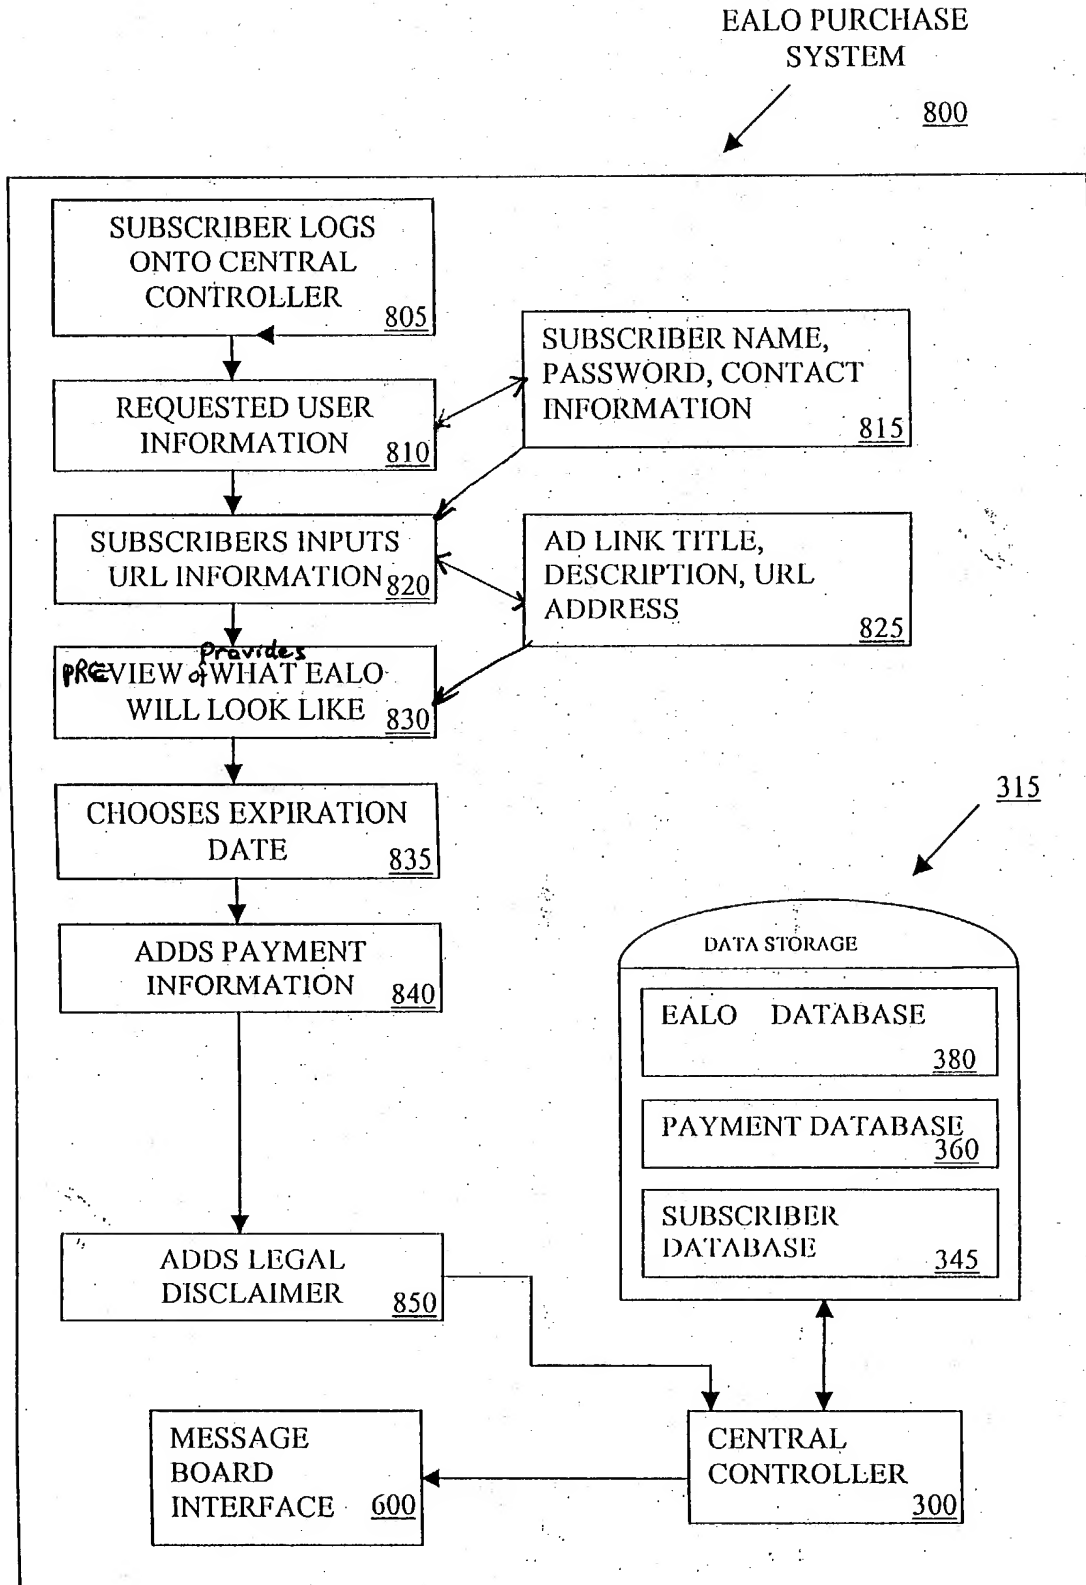 EALO PURCHASE
SYSTEM
800
SUBSCRIBER LOGS
ONTO CENTRAL
CONTROLLER
805
SUBSCRIBER NAME,
PASSWORD, CONTACT
INFORMATION
815
REQUESTED USER
INFORMATION
810
SUBSCRIBERS INPUTS
URL INFORMATION
820
AD LINK TITLE,
DESCRIPTION, URL
ADDRESS
825
Provides
PREVIEW of WHAT EALO
WILL LOOK LIKE
830
CHOOSES EXPIRATION
DATE
835
315
ADDS PAYMENT
INFORMATION
840
DATA STORAGE
EALO DATABASE
380
PAYMENT DATABASE
360
SUBSCRIBER
DATABASE
345
ADDS LEGAL
DISCLAIMER
850
MESSAGE
BOARD
INTERFACE
600
CENTRAL
CONTROLLER
300